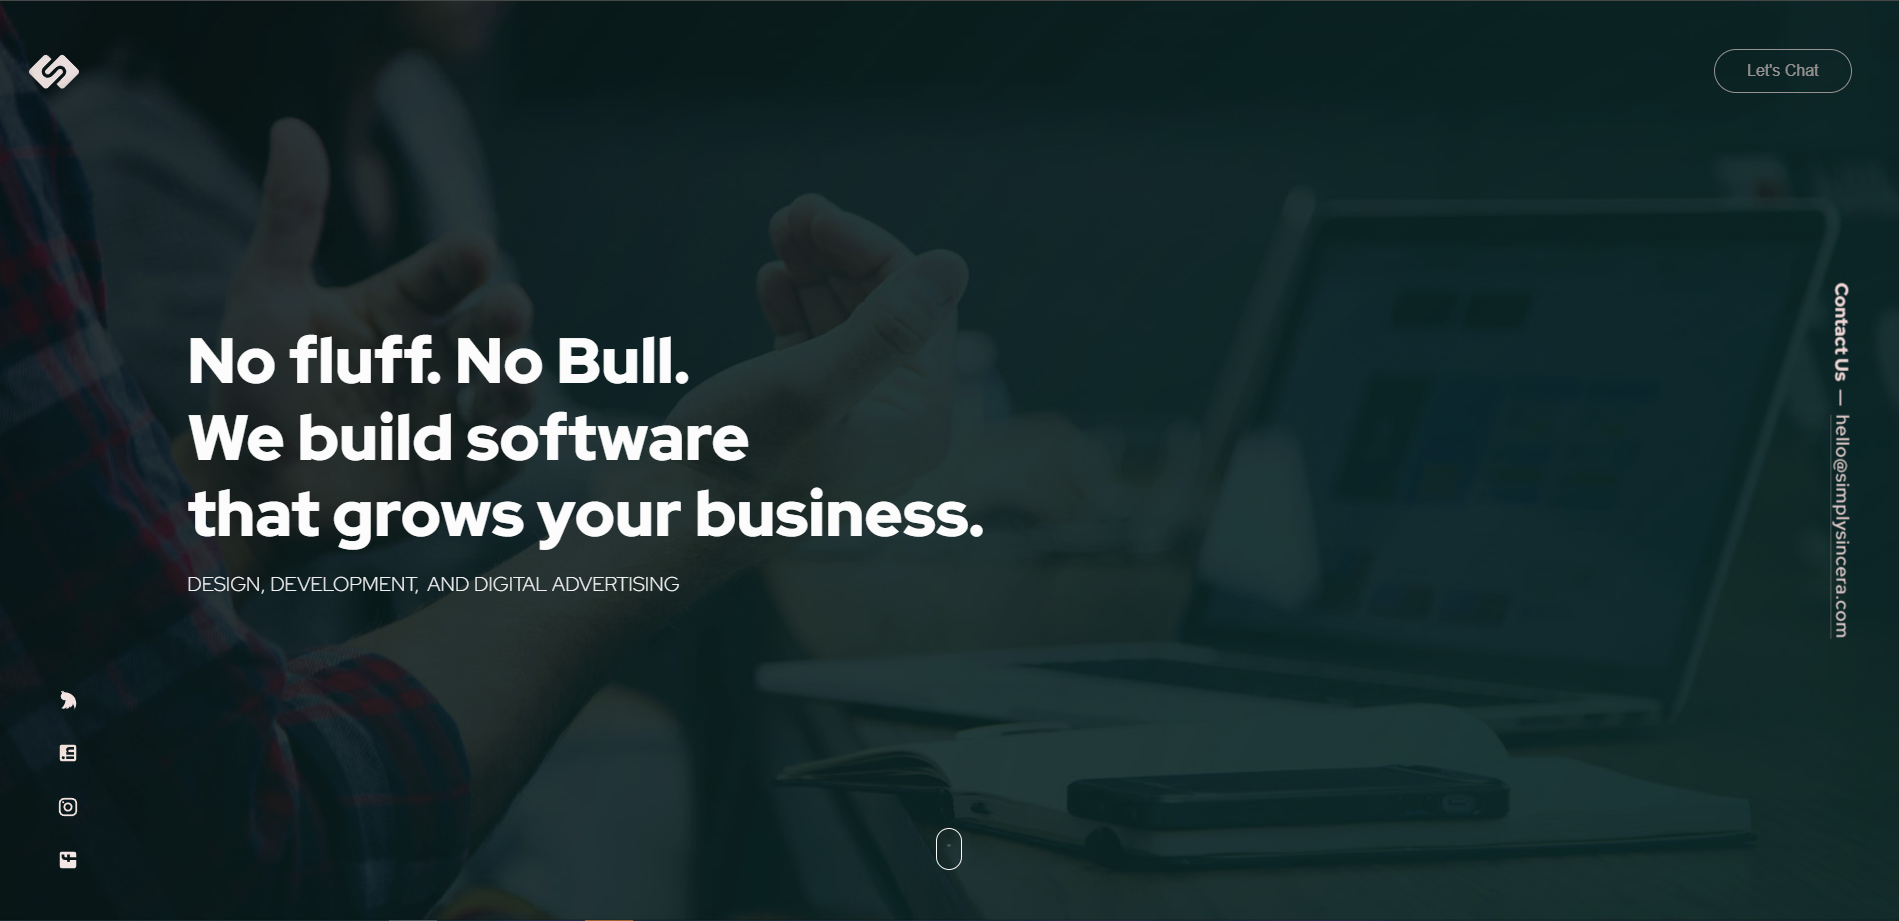 Let's Chat
No fluff. No Bull.
We build software
that grows your business.
DESIGN, DEVELOPMENT, AND DIGITAL ADVERTISING
Contact Us — hello@simplysincera.com